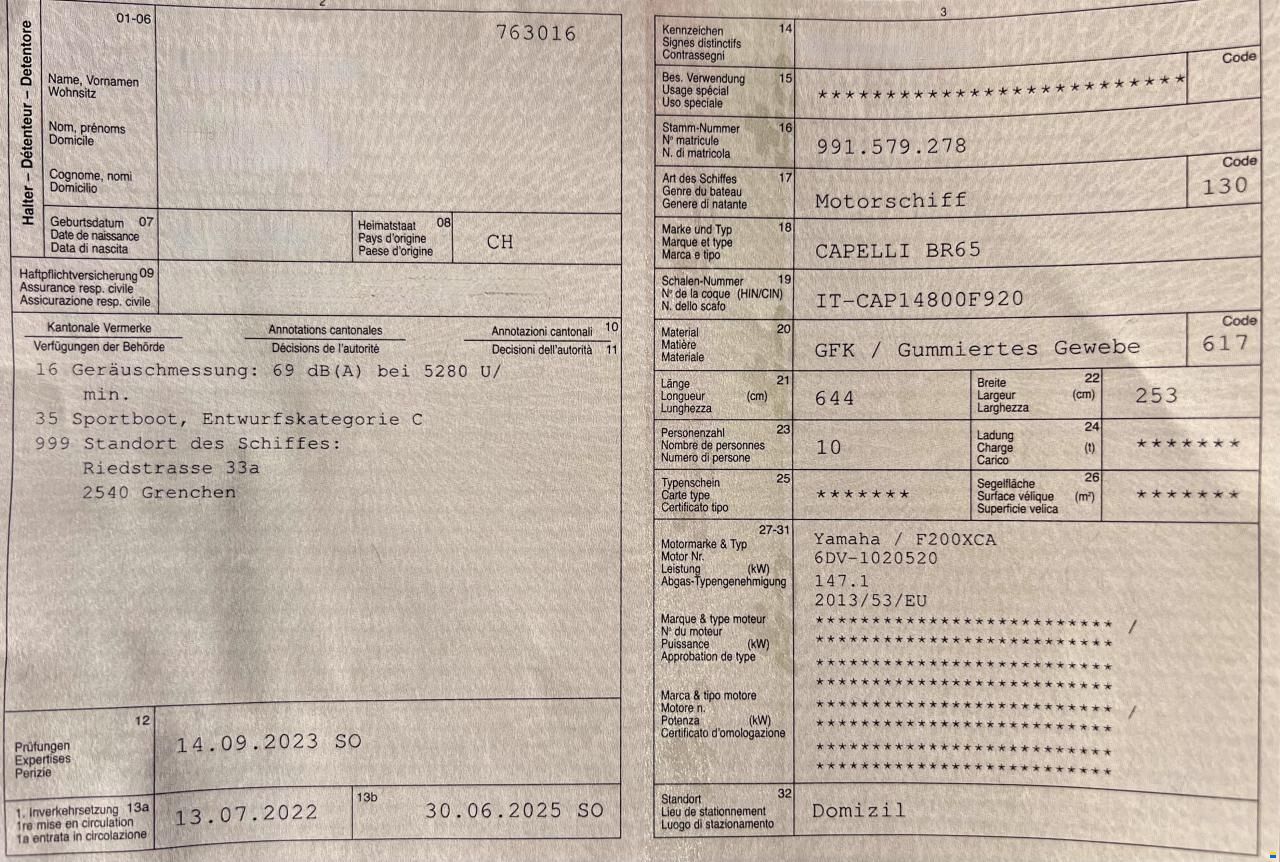 2
Halter – Détenteur – Detentore
01-06
763016
Name, Vornamen
Wohnsitz
Nom, prénoms
Domicile
Cognome, nomi
Domicilio
Geburtsdatum 07
Date de naissance
Data di nascita
Heimatstaat 08
Pays d'origine
Paese d'origine
CH
Haftpflichtversicherung 09
Assurance resp. civile
Assicurazione resp. civile
Kantonale Vermerke Annotations cantonales Annotazioni cantonali 10
Verfügungen der Behörde Décisions de l'autorité Decisioni dell'autorità 11
16 Geräuschmessung: 69 dB(A) bei 5280 U/
min.
35 Sportboot, Entwurfskategorie C
999 Standort des Schiffes:
Riedstrasse 33a
2540 Grenchen
12
Prüfungen
Expertises
Perizie
14.09.2023 SO
1. Inverkehrsetzung 13a
1re mise en circulation
1a entrata in circolazione
13.07.2022
13b
30.06.2025 SO
3
Kennzeichen 14
Signes distinctifs
Contrassegni
Bes. Verwendung 15
Usage spécial
Uso speciale
*************************
Code
Stamm-Nummer 16
N° matricule
N. di matricola
991.579.278
Art des Schiffes 17
Genre du bateau
Genere di natante
Motorschiff
Code
130
Marke und Typ 18
Marque et type
Marca e tipo
CAPELLI BR65
Schalen-Nummer 19
N° de la coque (HIN/CIN)
N. dello scafo
IT-CAP14800F920
Material 20
Matière
Materiale
GFK / Gummiertes Gewebe
Code
617
Länge 21
Longueur (cm)
Lunghezza
644
Breite 22
Largeur (cm)
Larghezza
253
Personenzahl 23
Nombre de personnes
Numero di persone
10
Ladung 24
Charge (t)
Carico
*******
Typenschein 25
Carte type
Certificato tipo
*******
Segelfläche 26
Surface vélique (m²)
Superficie velica
*******
27-31
Motormarke & Typ
Motor Nr.
Leistung (kW)
Abgas-Typengenehmigung
Yamaha / F200XCA
6DV-1020520
147.1
2013/53/EU
Marque & type moteur
N° du moteur
Puissance (kW)
Approbation de type
************************* /
*************************
*************************
*************************
Marca & tipo motore
Motore n.
Potenza (kW)
Certificato d'omologazione
************************* /
*************************
*************************
*************************
Standort 32
Lieu de stationnement
Luogo di stazionamento
Domizil